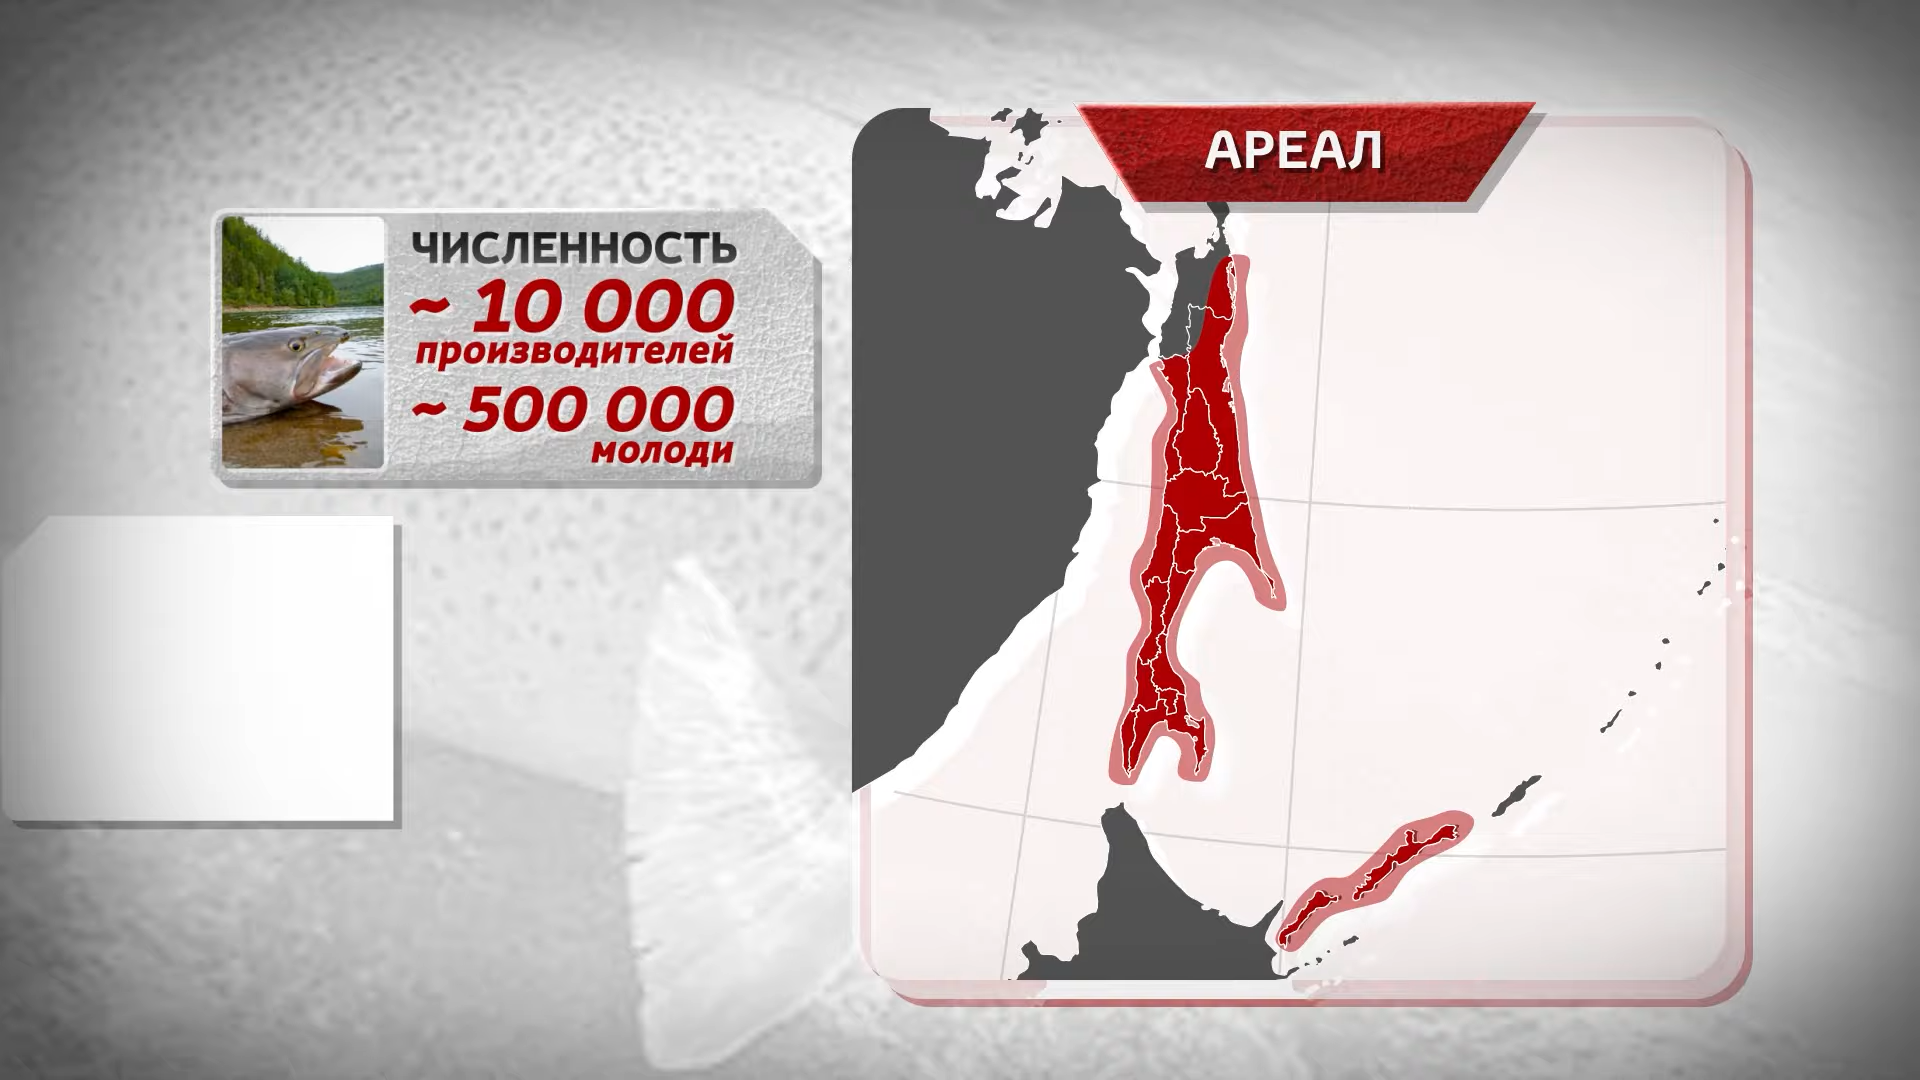 ЧИСЛЕННОСТЬ
~ 10 000
производителей
~ 500 000
молоди
АРЕАЛ